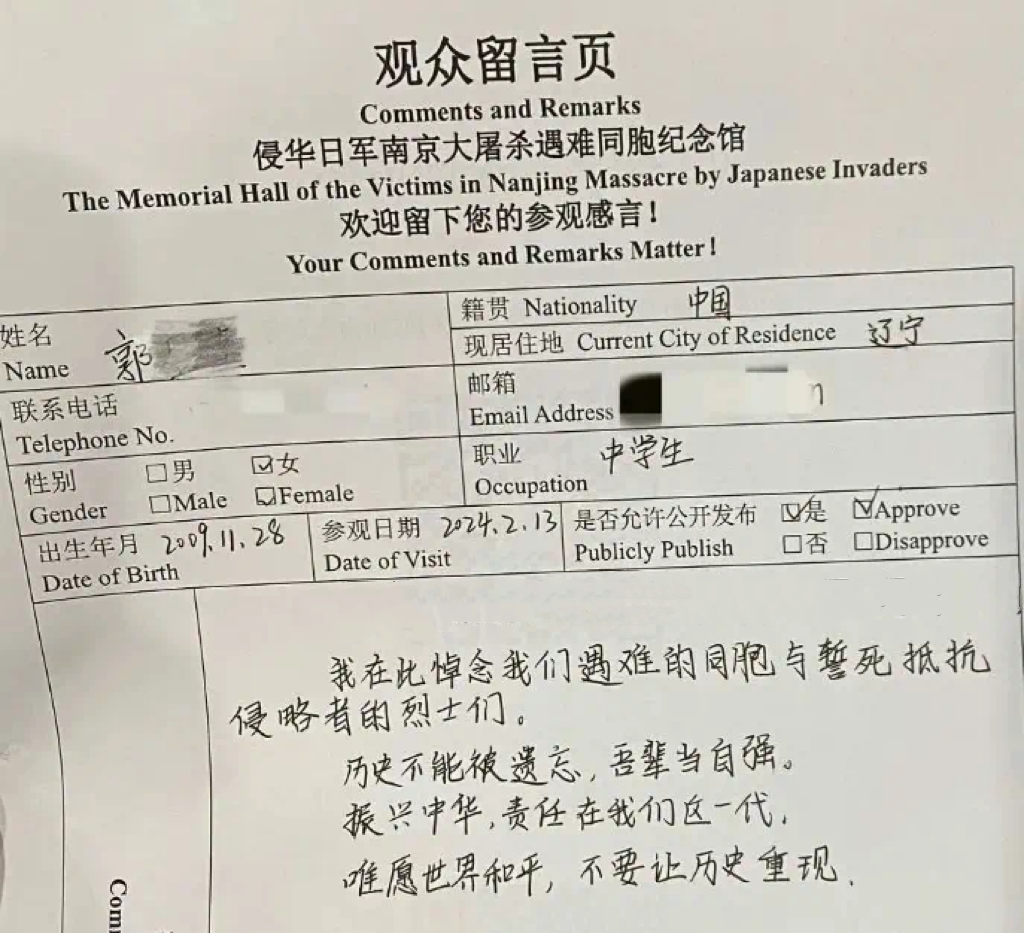 观众留言页
Comments and Remarks
侵华日军南京大屠杀遇难同胞纪念馆
The Memorial Hall of the Victims in Nanjing Massacre by Japanese Invaders
欢迎留下您的参观感言!
Your Comments and Remarks Matter!
姓名
Name 郭
籍贯 Nationality 中国
现居住地 Current City of Residence 辽宁
联系电话
Telephone No.
邮箱
Email Address n
性别 □男 ☑女
Gender □Male ☑Female
职业 中学生
Occupation
出生年月 2009.11.28
Date of Birth
参观日期 2024.2.13
Date of Visit
是否允许公开发布 ☑是 ☑Approve
Publicly Publish □否 □Disapprove
我在此悼念我们遇难的同胞与誓死抵抗
侵略者的烈士们。
历史不能被遗忘,吾辈当自强。
振兴中华,责任在我们这一代,
唯愿世界和平,不要让历史重现.
Com